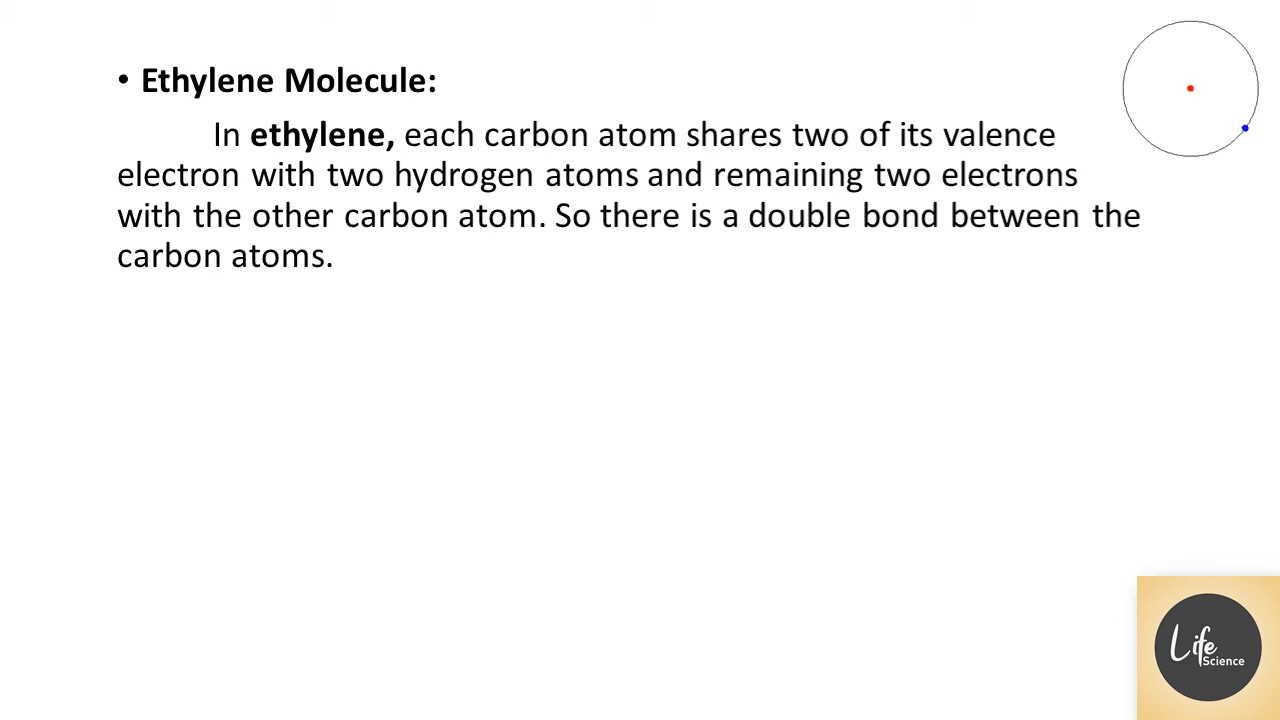 • Ethylene Molecule:
In ethylene, each carbon atom shares two of its valence
electron with two hydrogen atoms and remaining two electrons
with the other carbon atom. So there is a double bond between the
carbon atoms.
Life
Science